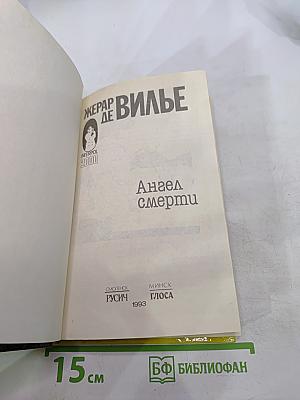 ЖЕРАР
ДЕ ВИЛЬЕ
Ангел
смерти
СМОЛЕНСК
РУСИЧ
МИНСК
ГЛОСА
1993
15 см
БФ БИБЛИОФАН